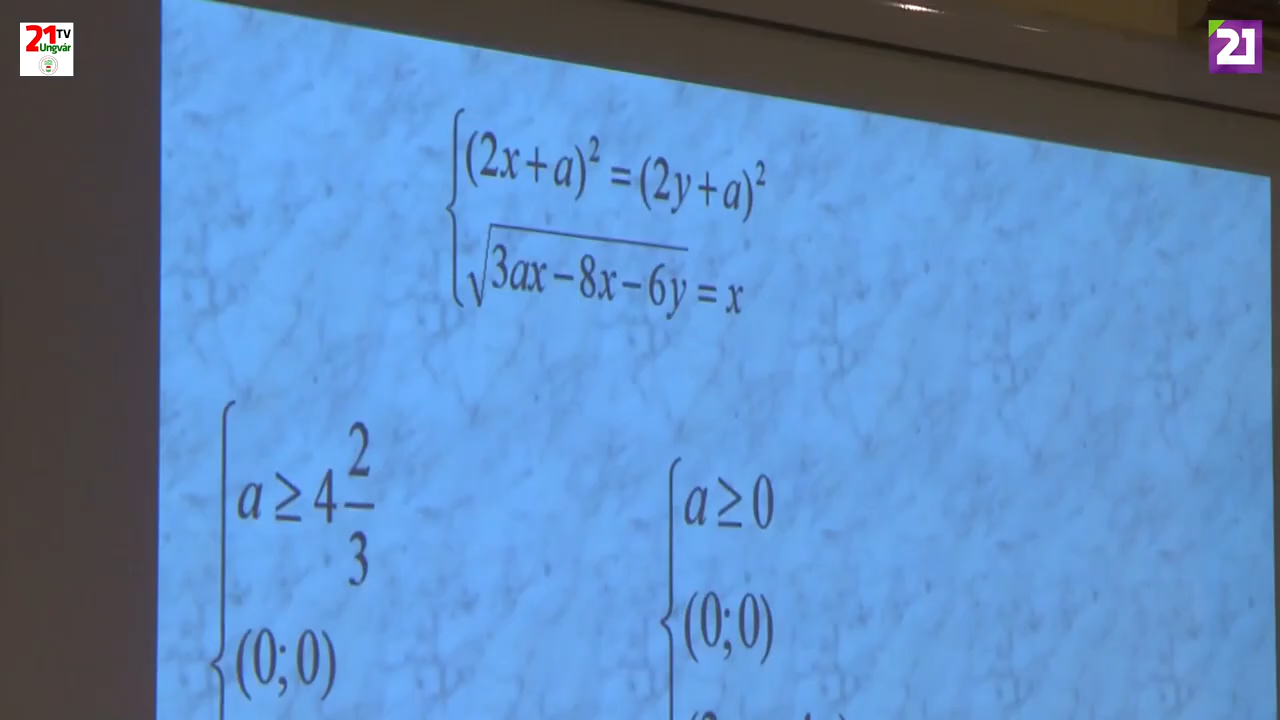 21 TV
Ungvár
21
(2x+a)² = (2y+a)²
√3ax−8x−6y = x
a ≥ 4 2/3
(0;0)
a ≥ 0
(0;0)